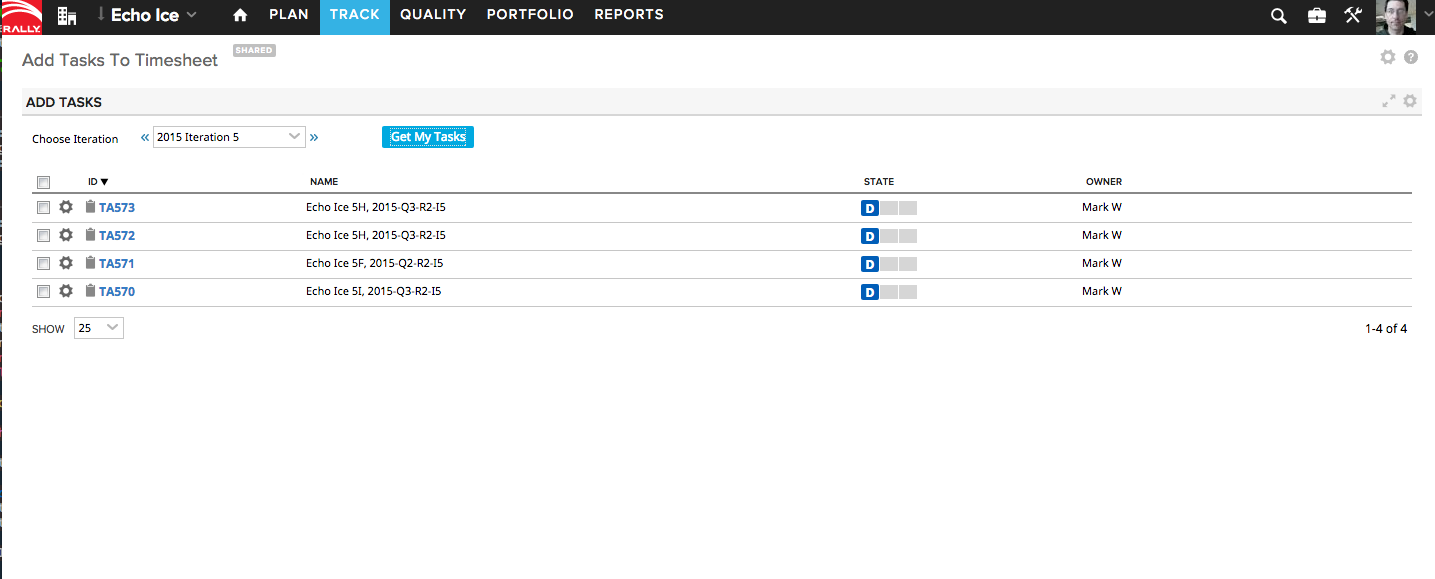 RALLY Echo Ice PLAN TRACK QUALITY PORTFOLIO REPORTS
Add Tasks To Timesheet SHARED
ADD TASKS
Choose Iteration « 2015 Iteration 5 » Get My Tasks
ID NAME STATE OWNER
TA573 Echo Ice 5H, 2015-Q3-R2-I5 D Mark W
TA572 Echo Ice 5H, 2015-Q3-R2-I5 D Mark W
TA571 Echo Ice 5F, 2015-Q2-R2-I5 D Mark W
TA570 Echo Ice 5I, 2015-Q3-R2-I5 D Mark W
SHOW 25 1-4 of 4